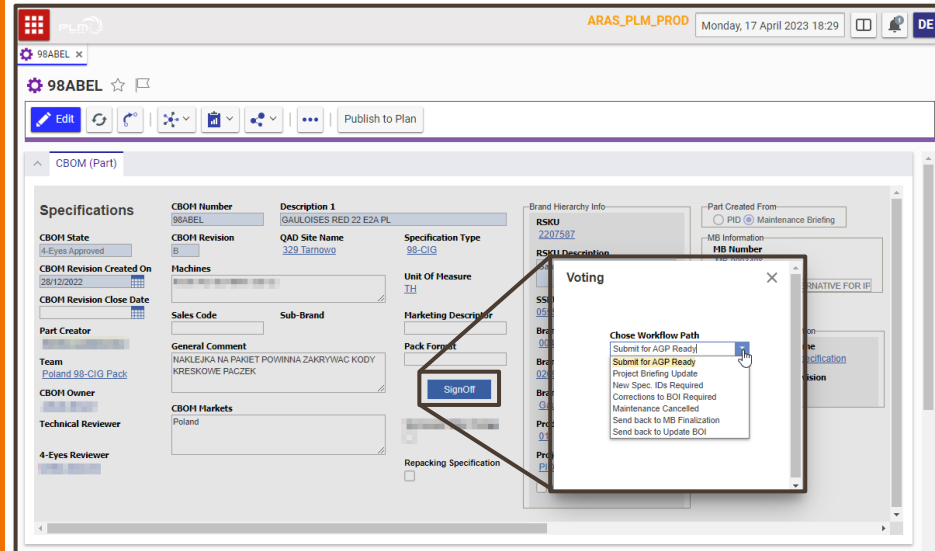 PLM
ARAS_PLM_PROD
Monday, 17 April 2023 18:29
DE
98ABEL
98ABEL
Edit
Publish to Plan
CBOM (Part)
Specifications
CBOM Number
98ABEL
Description 1
GAULOISES RED 22 E2A PL
CBOM State
4-Eyes Approved
CBOM Revision
B
QAD Site Name
329 Tarnowo
Specification Type
98-CIG
CBOM Revision Created On
28/12/2022
Machines
Unit Of Measure
TH
CBOM Revision Close Date
Sales Code
Sub-Brand
Marketing Descriptor
Part Creator
General Comment
NAKLEJKA NA PAKIET POWINNA ZAKRYWAC KODY
KRESKOWE PACZEK
Pack Format
Team
Poland 98-CIG Pack
SignOff
CBOM Owner
CBOM Markets
Poland
Technical Reviewer
4-Eyes Reviewer
Repacking Specification
Brand Hierarchy Info
RSKU
2207587
RSKU Description
Part Created From
PID
Maintenance Briefing
MB Information
MB Number
Voting
Chose Workflow Path
Submit for AGP Ready
Submit for AGP Ready
Project Briefing Update
New Spec. IDs Required
Corrections to BOI Required
Maintenance Cancelled
Send back to MB Finalization
Send back to Update BOI